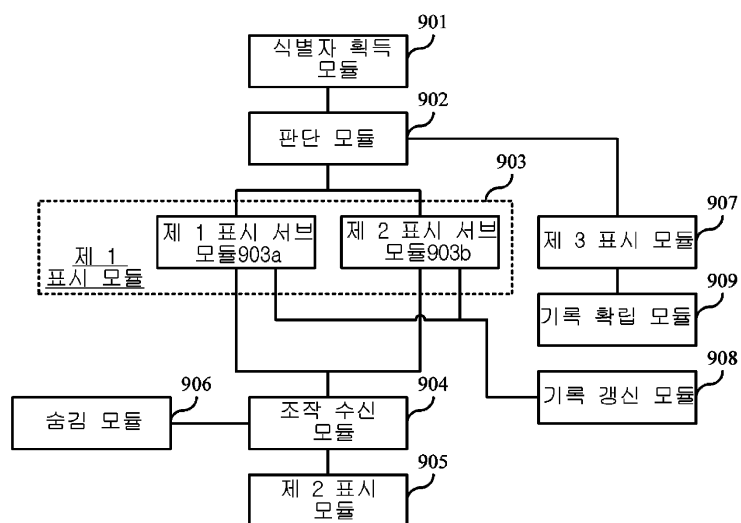 901
식별자 획득
모듈
902
판단 모듈
903
제 1 표시 서브
모듈903a
제 2 표시 서브
모듈903b
제 1
표시 모듈
907
제 3 표시 모듈
909
기록 확립 모듈
908
기록 갱신 모듈
906
숨김 모듈
904
조작 수신
모듈
905
제 2 표시
모듈